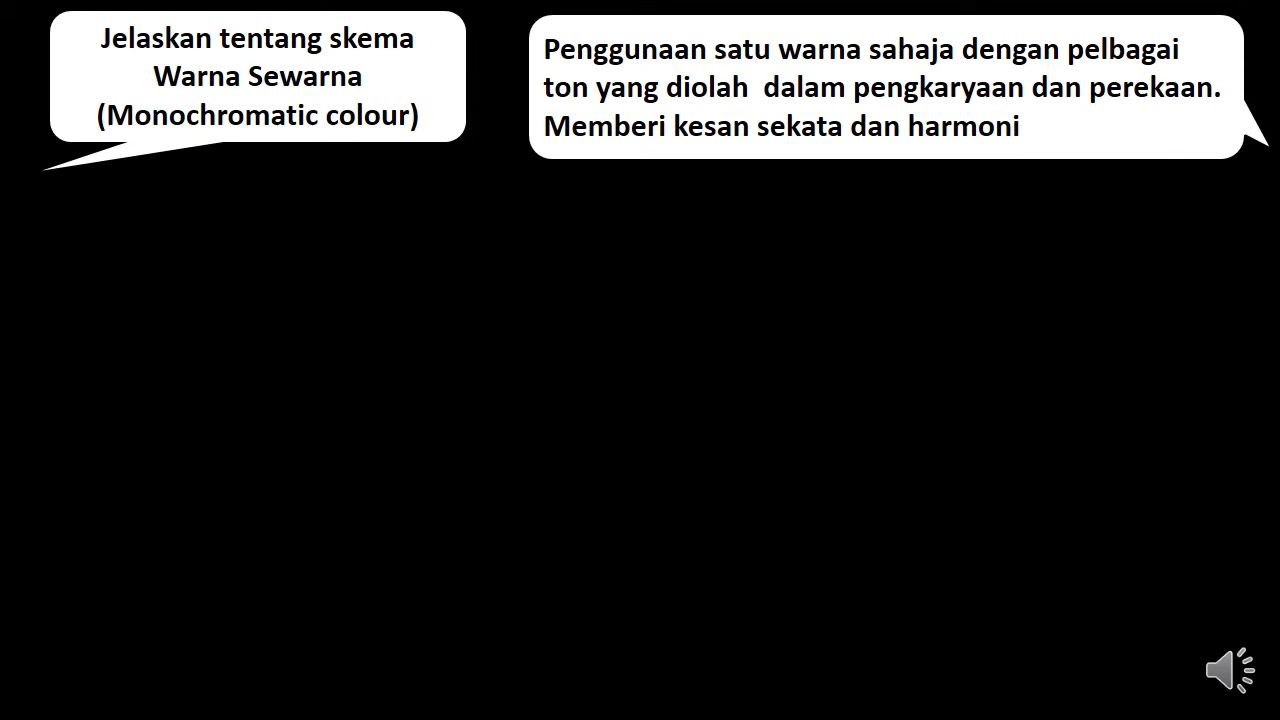 Jelaskan tentang skema
Warna Sewarna
(Monochromatic colour)
Penggunaan satu warna sahaja dengan pelbagai
ton yang diolah  dalam pengkaryaan dan perekaan.
Memberi kesan sekata dan harmoni